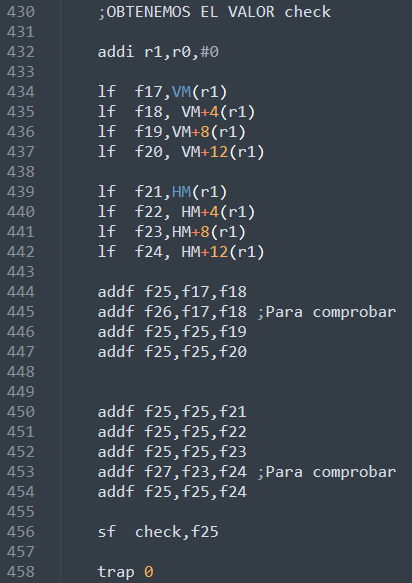 430 ;OBTENEMOS EL VALOR check
431
432 addi r1,r0,#0
433
434 lf f17,VM(r1)
435 lf f18, VM+4(r1)
436 lf f19,VM+8(r1)
437 lf f20, VM+12(r1)
438
439 lf f21,HM(r1)
440 lf f22, HM+4(r1)
441 lf f23,HM+8(r1)
442 lf f24, HM+12(r1)
443
444 addf f25,f17,f18
445 addf f26,f17,f18 ;Para comprobar
446 addf f25,f25,f19
447 addf f25,f25,f20
448
449
450 addf f25,f25,f21
451 addf f25,f25,f22
452 addf f25,f25,f23
453 addf f27,f23,f24 ;Para comprobar
454 addf f25,f25,f24
455
456 sf check,f25
457
458 trap 0